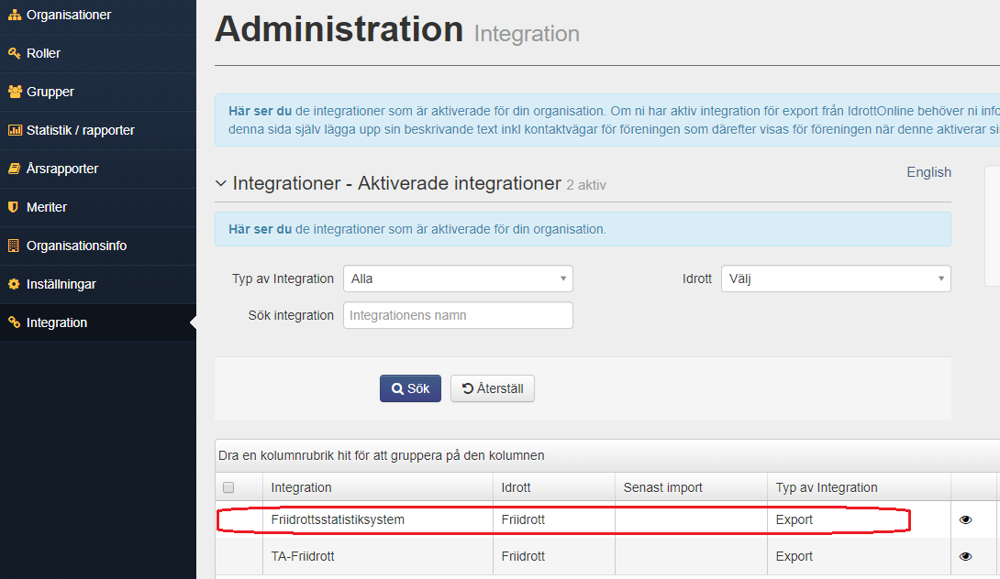 Organisationer
Roller
Grupper
Statistik / rapporter
Årsrapporter
Meriter
Organisationsinfo
Inställningar
Integration
Administration Integration
Här ser du de integrationer som är aktiverade för din organisation. Om ni har aktiv integration för export från IdrottOnline behöver ni info
denna sida själv lägga upp sin beskrivande text inkl kontaktvägar för föreningen som därefter visas för föreningen när denne aktiverar si
English
Integrationer - Aktiverade integrationer 2 aktiv
Här ser du de integrationer som är aktiverade för din organisation.
Typ av Integration Alla Idrott Välj
Sök integration Integrationens namn
Sök Återställ
Dra en kolumnrubrik hit för att gruppera på den kolumnen
Integration Idrott Senast import Typ av Integration
Friidrottsstatistiksystem Friidrott Export
TA-Friidrott Friidrott Export